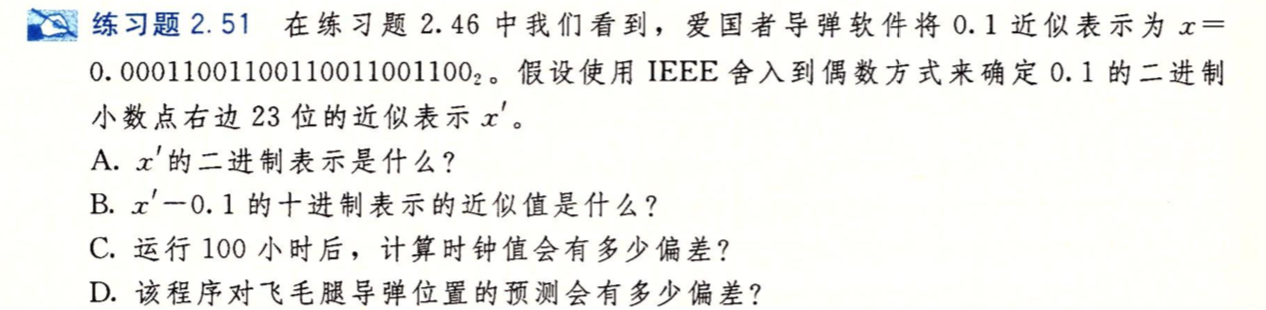 练习题 2.51 在练习题 2.46 中我们看到，爱国者导弹软件将 0.1 近似表示为 x=
0.00011001100110011001100₂。假设使用 IEEE 舍入到偶数方式来确定 0.1 的二进制
小数点右边 23 位的近似表示 x′。
A. x′的二进制表示是什么？
B. x′－0.1 的十进制表示的近似值是什么？
C. 运行 100 小时后，计算时钟值会有多少偏差？
D. 该程序对飞毛腿导弹位置的预测会有多少偏差？